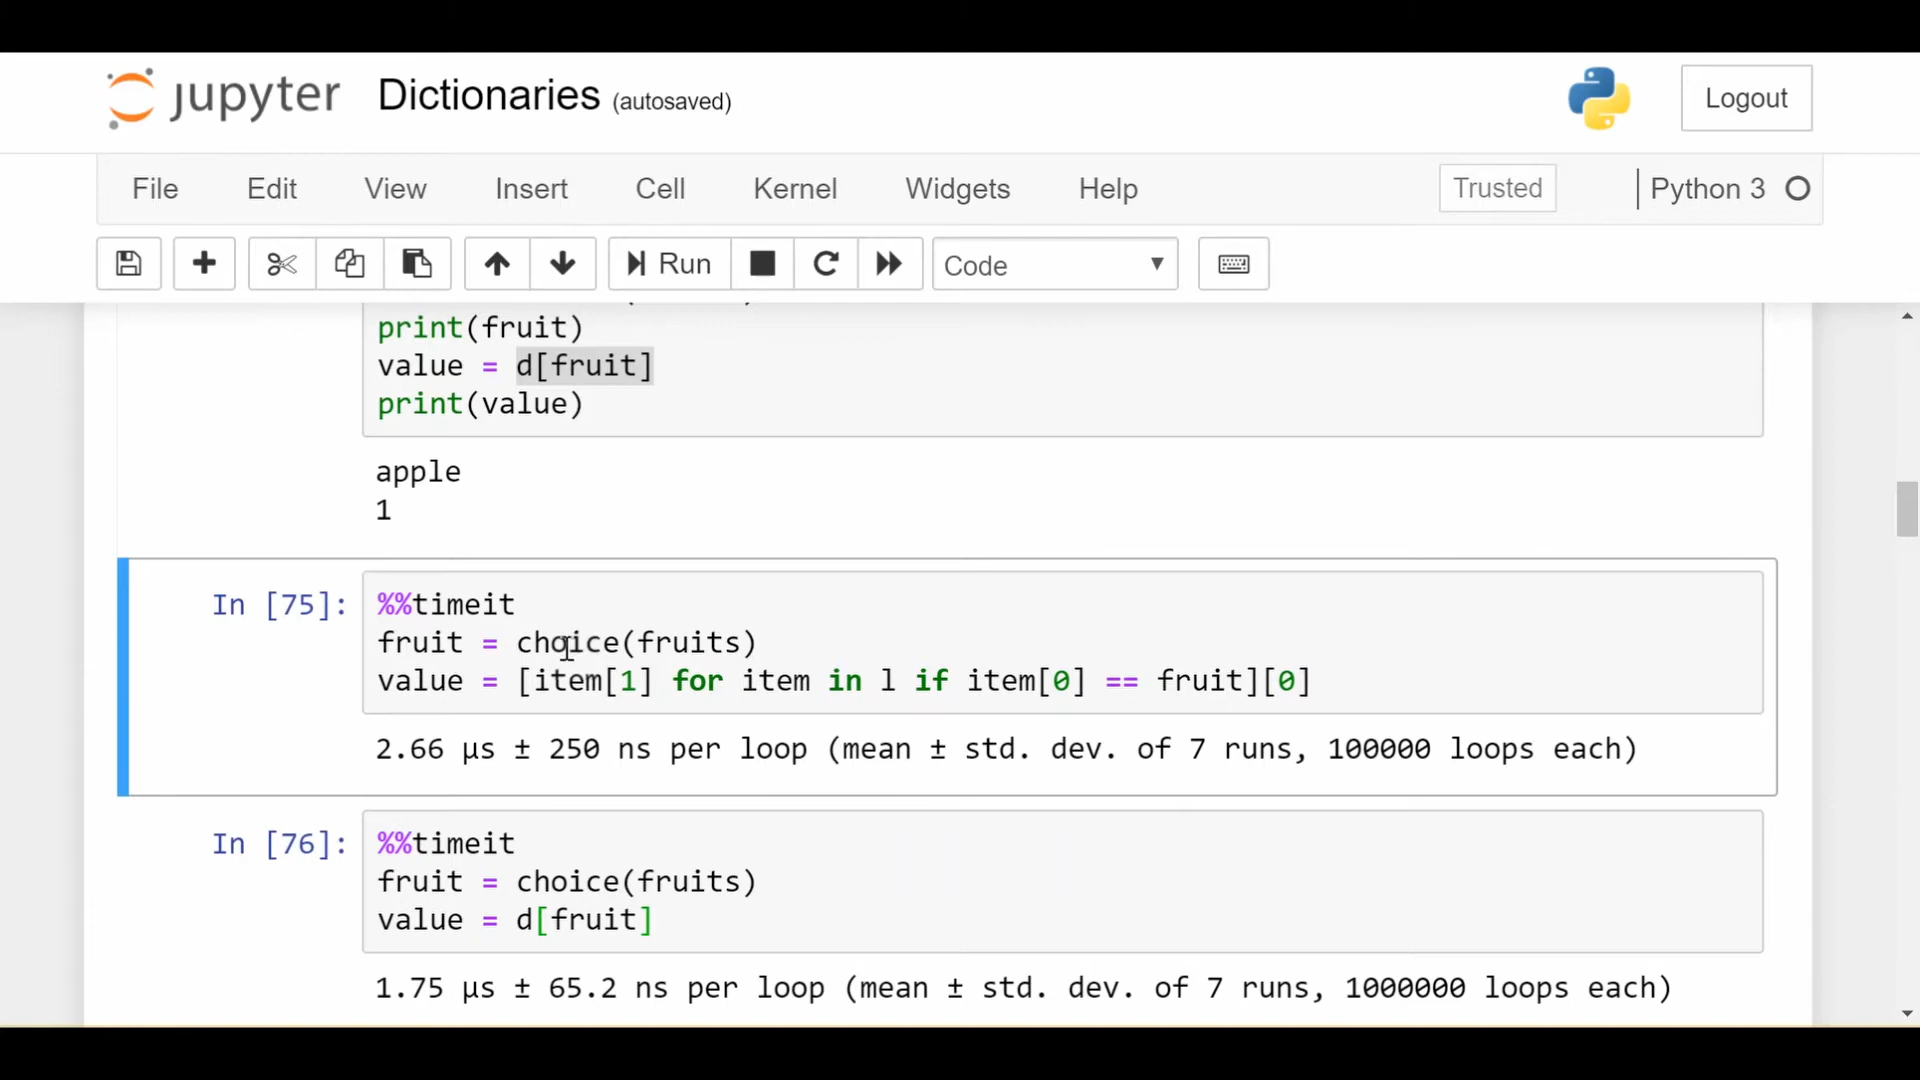 jupyter Dictionaries (autosaved)
Logout
File Edit View Insert Cell Kernel Widgets Help Trusted Python 3
Run Code
print(fruit)
value = d[fruit]
print(value)
apple
1
In [75]: %%timeit
fruit = choice(fruits)
value = [item[1] for item in l if item[0] == fruit][0]
2.66 µs ± 250 ns per loop (mean ± std. dev. of 7 runs, 100000 loops each)
In [76]: %%timeit
fruit = choice(fruits)
value = d[fruit]
1.75 µs ± 65.2 ns per loop (mean ± std. dev. of 7 runs, 1000000 loops each)